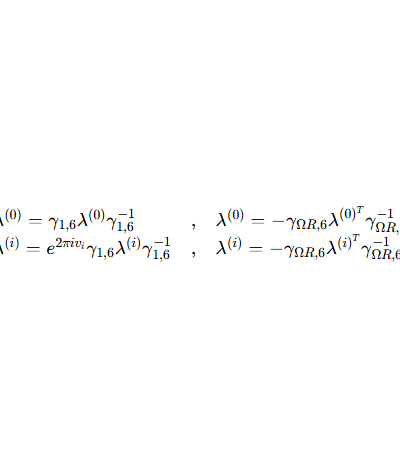 λ^{(0)} = γ_{1,6} λ^{(0)} γ_{1,6}^{-1} , λ^{(0)} = −γ_{ΩR,6} λ^{(0)^T} γ_{ΩR,}^{-1}
λ^{(i)} = e^{2πiv_i} γ_{1,6} λ^{(i)} γ_{1,6}^{-1} , λ^{(i)} = −γ_{ΩR,6} λ^{(i)^T} γ_{ΩR,6}^{-1}